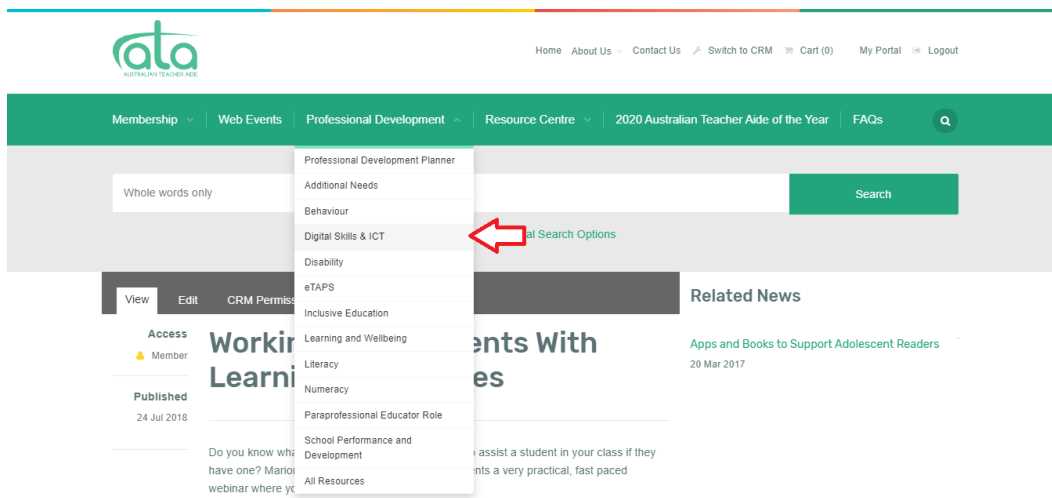 ata
AUSTRALIAN TEACHER AIDE
Home About Us Contact Us Switch to CRM Cart (0) My Portal Logout
Membership Web Events Professional Development Resource Centre 2020 Australian Teacher Aide of the Year FAQs
Whole words only
Search
al Search Options
Professional Development Planner
Additional Needs
Behaviour
Digital Skills & ICT
Disability
eTAPS
Inclusive Education
Learning and Wellbeing
Literacy
Numeracy
Paraprofessional Educator Role
School Performance and
Development
All Resources
View Edit CRM Permiss
Access
Member
Published
24 Jul 2018
Workin ents With
Learni es
Do you know wha assist a student in your class if they
have one? Marion nts a very practical, fast paced
webinar where yo
Related News
Apps and Books to Support Adolescent Readers
20 Mar 2017